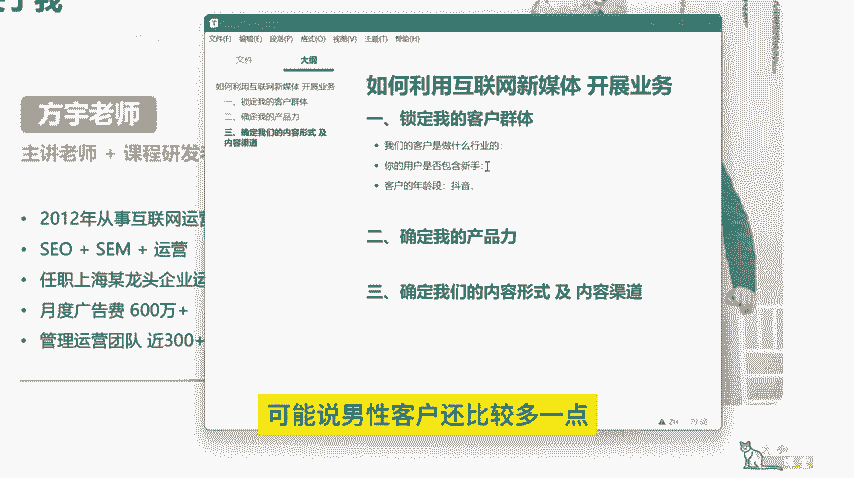 方宇老师
主讲老师 + 课程研发
• 2012年从事互联网运
• SEO + SEM + 运营
• 任职上海某龙头企业运
• 月度广告费 600万+
• 管理运营团队 近300+
文件(F) 编辑(E) 段落(P) 格式(O) 视图(V) 主题(T) 帮助(H)
文件 大纲
如何利用互联网新媒体 开展业务
一、锁定我的客户群体
二、确定我的产品力
三、确定我们的内容形式 及
内容渠道
如何利用互联网新媒体 开展业务
一、锁定我的客户群体
• 我们的客户是做什么行业的:
• 你的用户是否包含新手:
• 客户的年龄段：抖音、
二、确定我的产品力
三、确定我们的内容形式 及 内容渠道
可能说男性客户还比较多一点